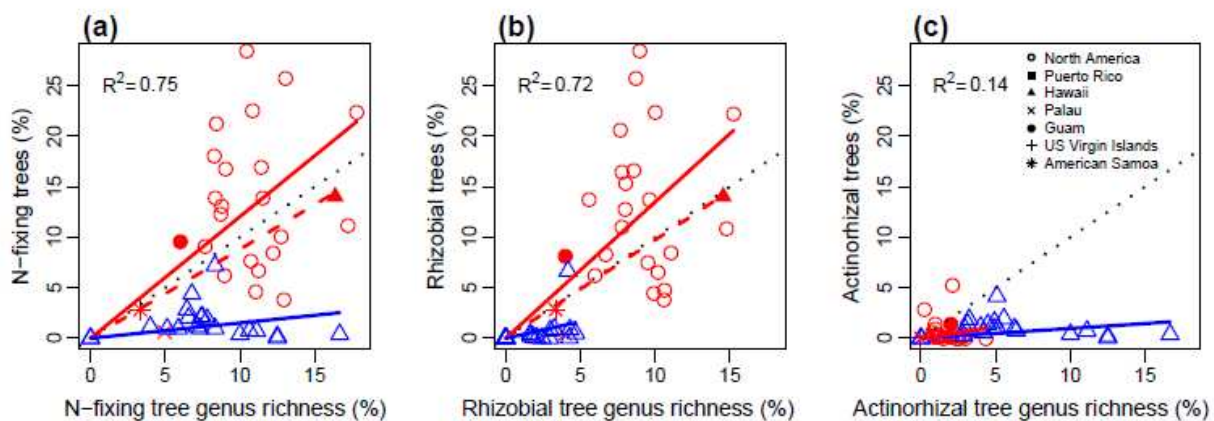 (a)
R²=0.75
N−fixing trees (%)
0 5 10 15 20 25
0 5 10 15
N−fixing tree genus richness (%)
(b)
R²=0.72
Rhizobial trees (%)
0 5 10 15 20 25
0 5 10 15
Rhizobial tree genus richness (%)
(c)
R²=0.14
North America
Puerto Rico
Hawaii
Palau
Guam
US Virgin Islands
American Samoa
Actinorhizal trees (%)
0 5 10 15 20 25
0 5 10 15
Actinorhizal tree genus richness (%)